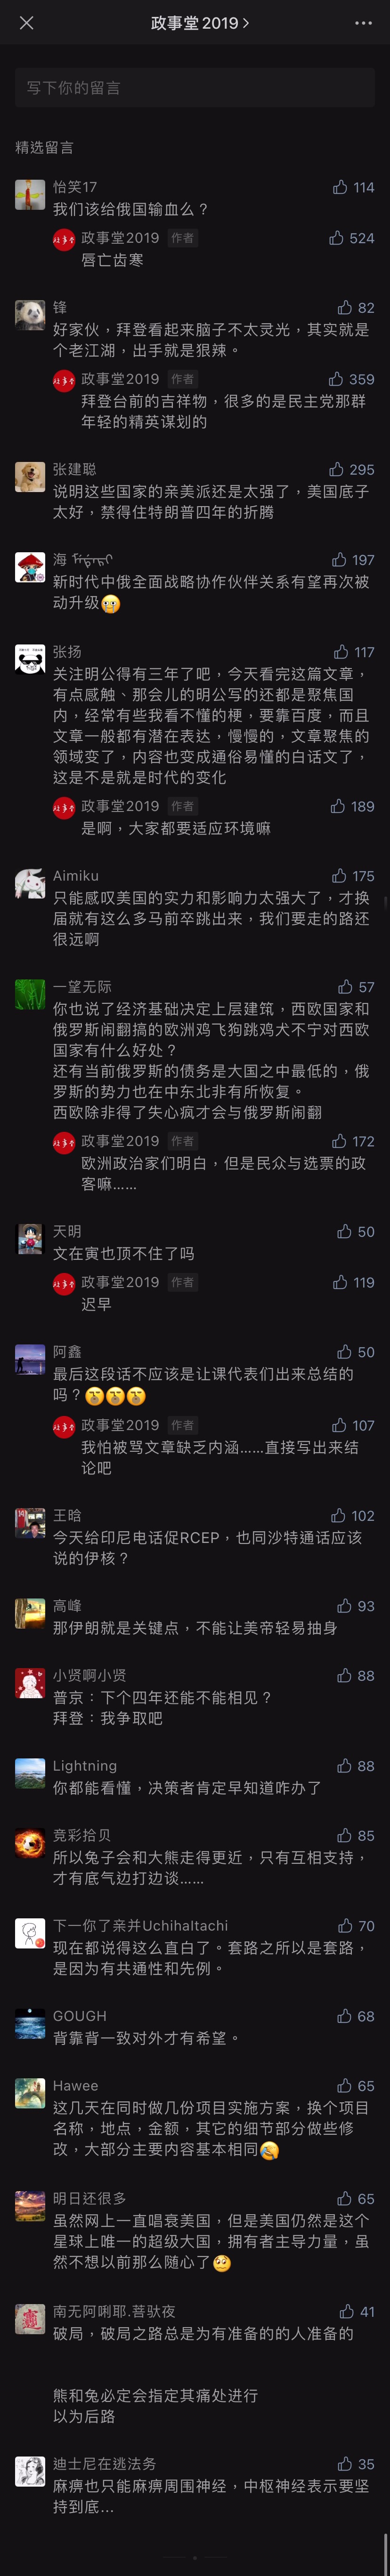 政事堂2019
写下你的留言
精选留言
怡笑17
114
我们该给俄国输血么？
政事堂2019 作者
524
唇亡齿寒
锋
82
好家伙，拜登看起来脑子不太灵光，其实就是
个老江湖，出手就是狠辣。
政事堂2019 作者
359
拜登台前的吉祥物，很多的是民主党那群
年轻的精英谋划的
张建聪
295
说明这些国家的亲美派还是太强了，美国底子
太好，禁得住特朗普四年的折腾
海
197
新时代中俄全面战略协作伙伴关系有望再次被
动升级😬
张扬
117
关注明公得有三年了吧，今天看完这篇文章，
有点感触、那会儿的明公写的还都是聚焦国
内，经常有些我看不懂的梗，要靠百度，而且
文章一般都有潜在表达，慢慢的，文章聚焦的
领域变了，内容也变成通俗易懂的白话文了，
这是不是就是时代的变化
政事堂2019 作者
189
是啊，大家都要适应环境嘛
Aimiku
175
只能感叹美国的实力和影响力太强大了，才换
届就有这么多马前卒跳出来，我们要走的路还
很远啊
一望无际
57
你也说了经济基础决定上层建筑，西欧国家和
俄罗斯闹翻搞的欧洲鸡飞狗跳鸡犬不宁对西欧
国家有什么好处？
还有当前俄罗斯的债务是大国之中最低的，俄
罗斯的势力也在中东北非有所恢复。
西欧除非得了失心疯才会与俄罗斯闹翻
政事堂2019 作者
172
欧洲政治家们明白，但是民众与选票的政
客嘛……
天明
50
文在寅也顶不住了吗
政事堂2019 作者
119
迟早
阿鑫
50
最后这段话不应该是让课代表们出来总结的
吗？
政事堂2019 作者
107
我怕被骂文章缺乏内涵……直接写出来结
论吧
王晗
102
今天给印尼电话促RCEP，也同沙特通话应该
说的伊核？
高峰
93
那伊朗就是关键点，不能让美帝轻易抽身
小贤啊小贤
88
普京：下个四年还能不能相见？
拜登：我争取吧
Lightning
88
你都能看懂，决策者肯定早知道咋办了
竞彩拾贝
85
所以兔子会和大熊走得更近，只有互相支持，
才有底气边打边谈……
下一你了亲并UchihaItachi
70
现在都说得这么直白了。套路之所以是套路，
是因为有共通性和先例。
GOUGH
68
背靠背一致对外才有希望。
Hawee
65
这几天在同时做几份项目实施方案，换个项目
名称，地点，金额，其它的细节部分做些修
改，大部分主要内容基本相同
明日还很多
65
虽然网上一直唱衰美国，但是美国仍然是这个
星球上唯一的超级大国，拥有者主导力量，虽
然不想以前那么随心了🥺
南无阿唎耶.菩驮夜
41
破局，破局之路总是为有准备的的人准备的
熊和兔必定会指定其痛处进行
以为后路
迪士尼在逃法务
35
麻痹也只能麻痹周围神经，中枢神经表示要坚
持到底…